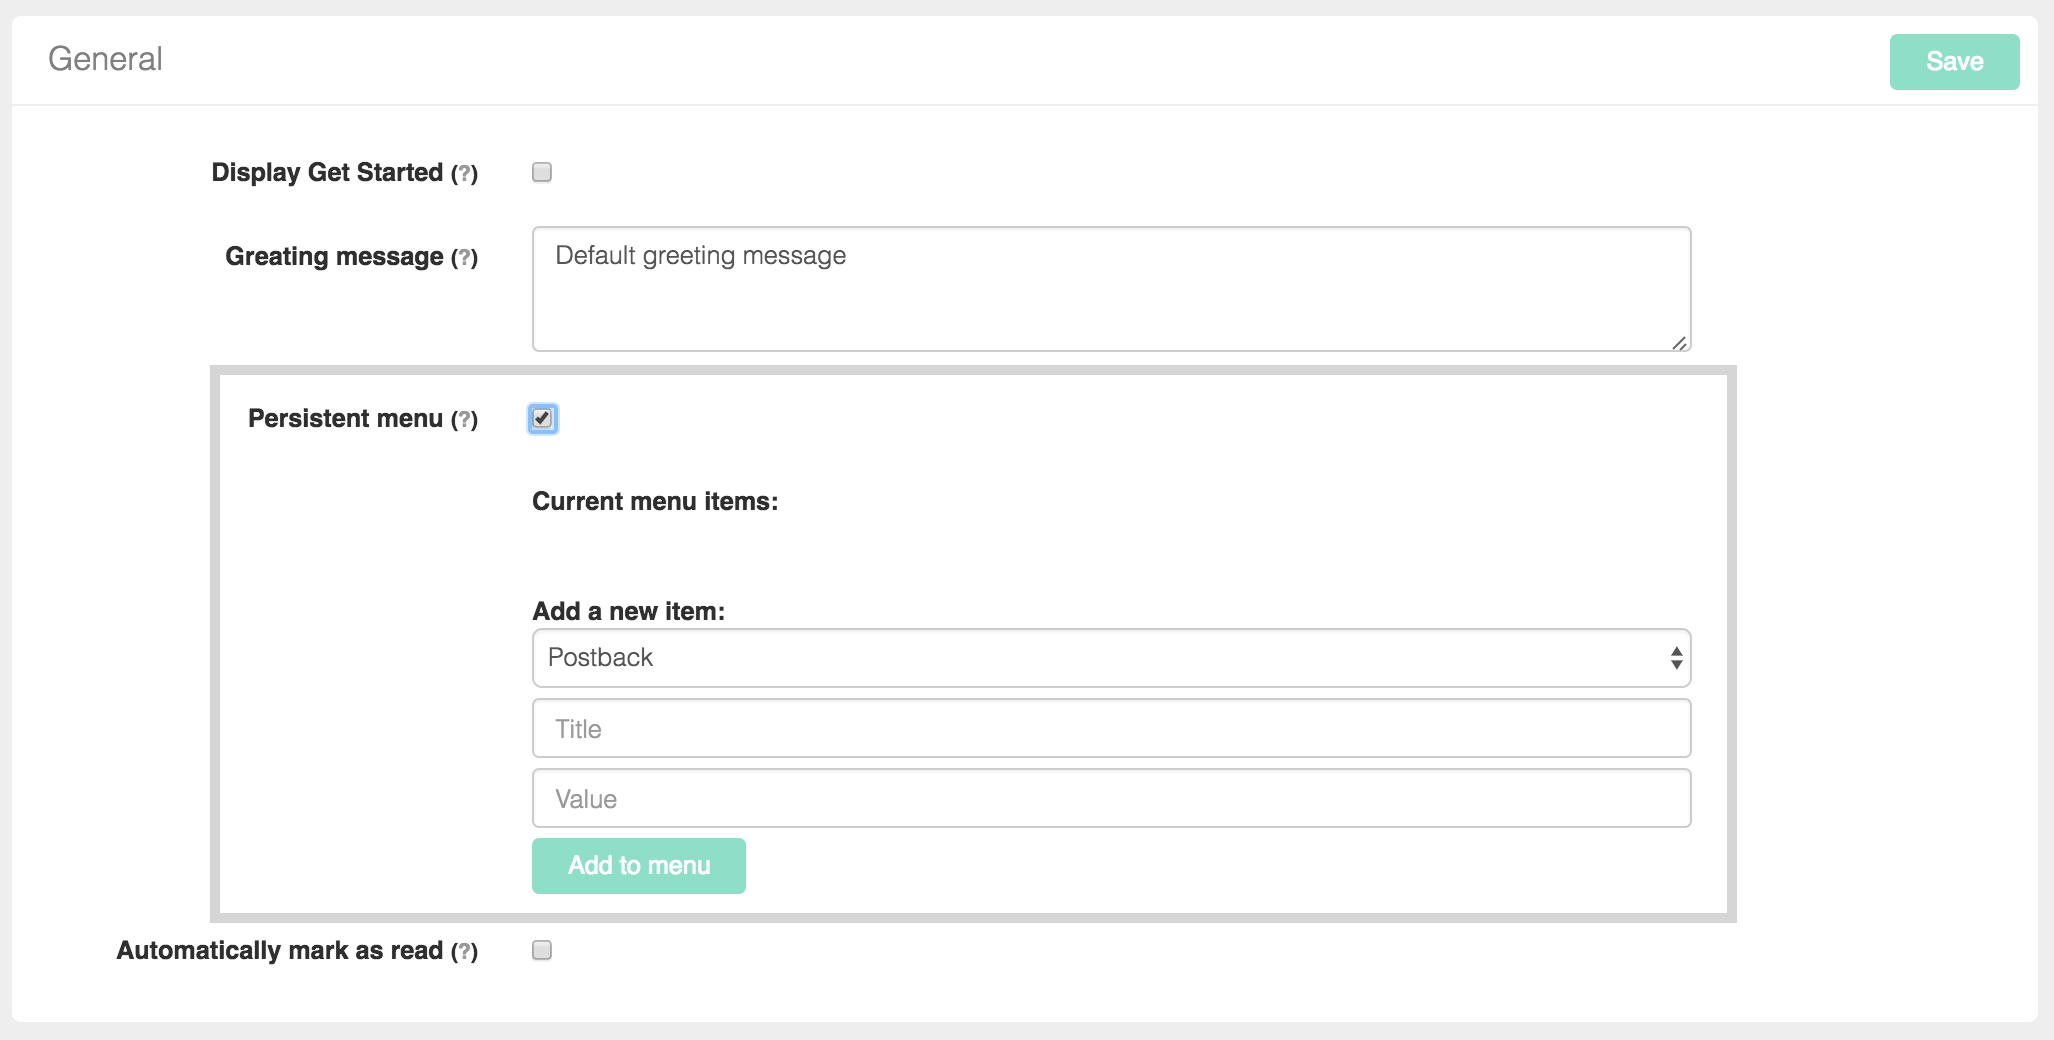 General
Save
Display Get Started (?)
Greating message (?)
Default greeting message
Persistent menu (?)
Current menu items:
Add a new item:
Postback
Title
Value
Add to menu
Automatically mark as read (?)